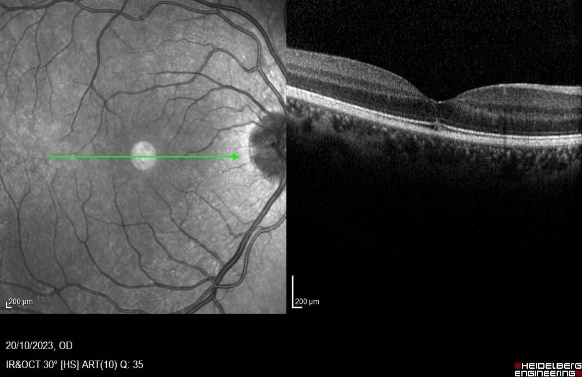 200 µm
200 µm
20/10/2023, OD
IR&OCT 30° [HS] ART(10) Q: 35
HEIDELBERG
ENGINEERING